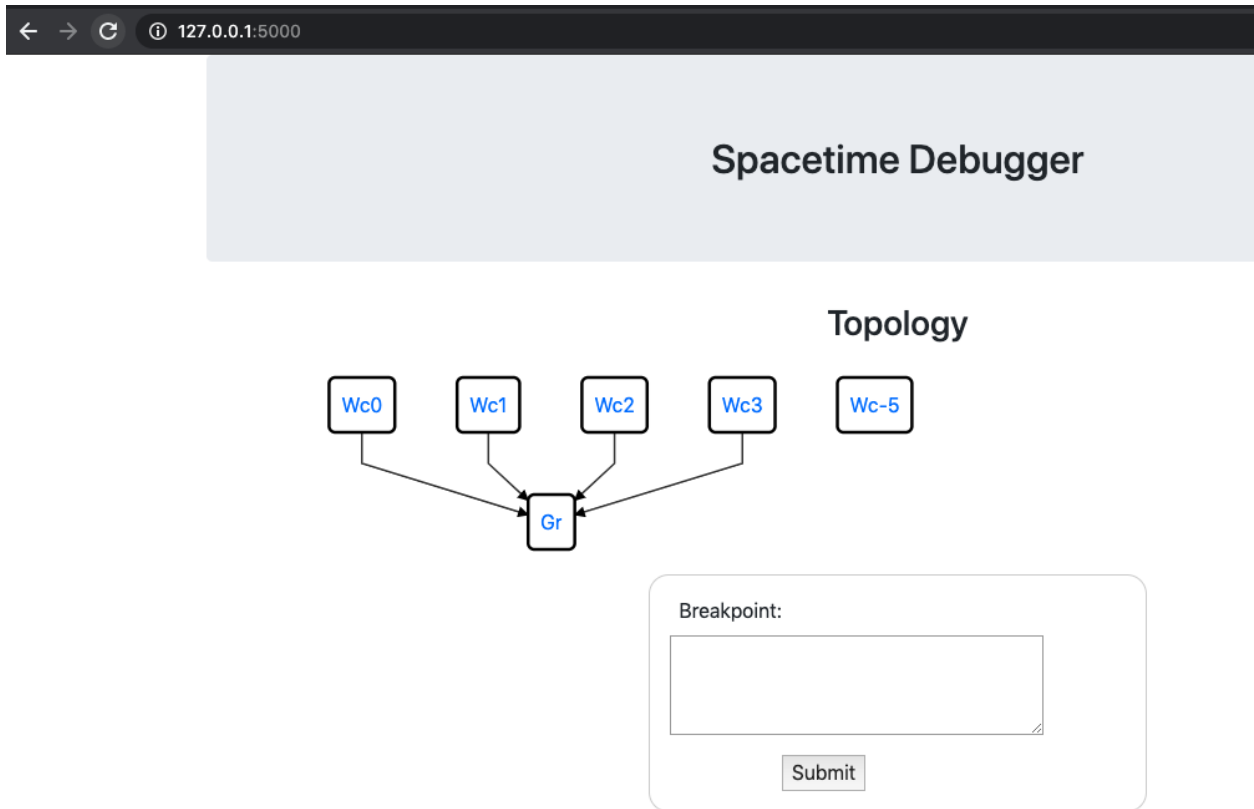 127.0.0.1:5000
Spacetime Debugger
Topology
Wc0 Wc1 Wc2 Wc3 Wc-5
Gr
Breakpoint:
Submit